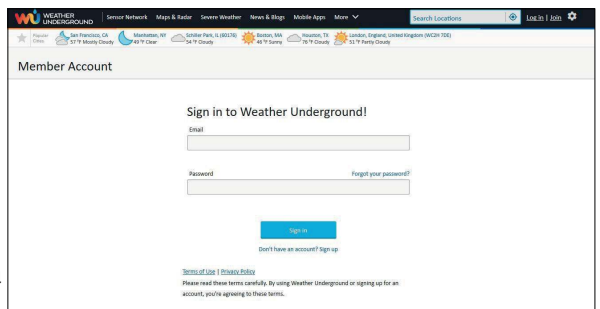 WEATHER UNDERGROUND Sensor Network Maps & Radar Severe Weather News & Blogs Mobile Apps More Search Locations Log in | Join
Popular Cities San Francisco, CA 57 °F Mostly Cloudy Manhattan, NY 49 °F Clear Schiller Park, IL (60176) 54 °F Cloudy Boston, MA 46 °F Sunny Houston, TX 76 °F Cloudy London, England, United Kingdom (WC2N 7DE) 51 °F Partly Cloudy
Member Account
Sign in to Weather Underground!
Email
Password Forgot your password?
Sign in
Don't have an account? Sign up
Terms of Use | Privacy Policy
Please read these terms carefully. By using Weather Underground or signing up for an
account, you're agreeing to these terms.